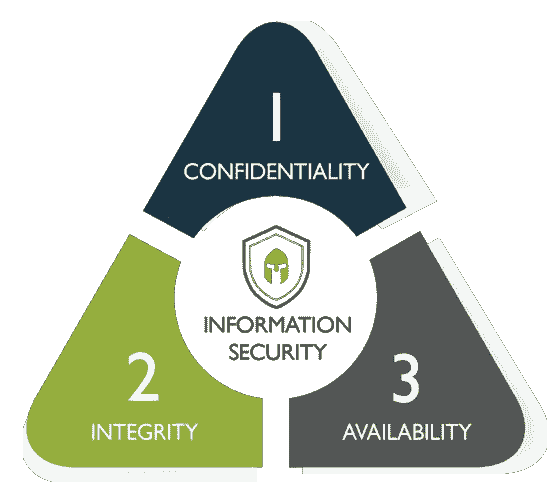 1
CONFIDENTIALITY
INFORMATION
SECURITY
2
INTEGRITY
3
AVAILABILITY